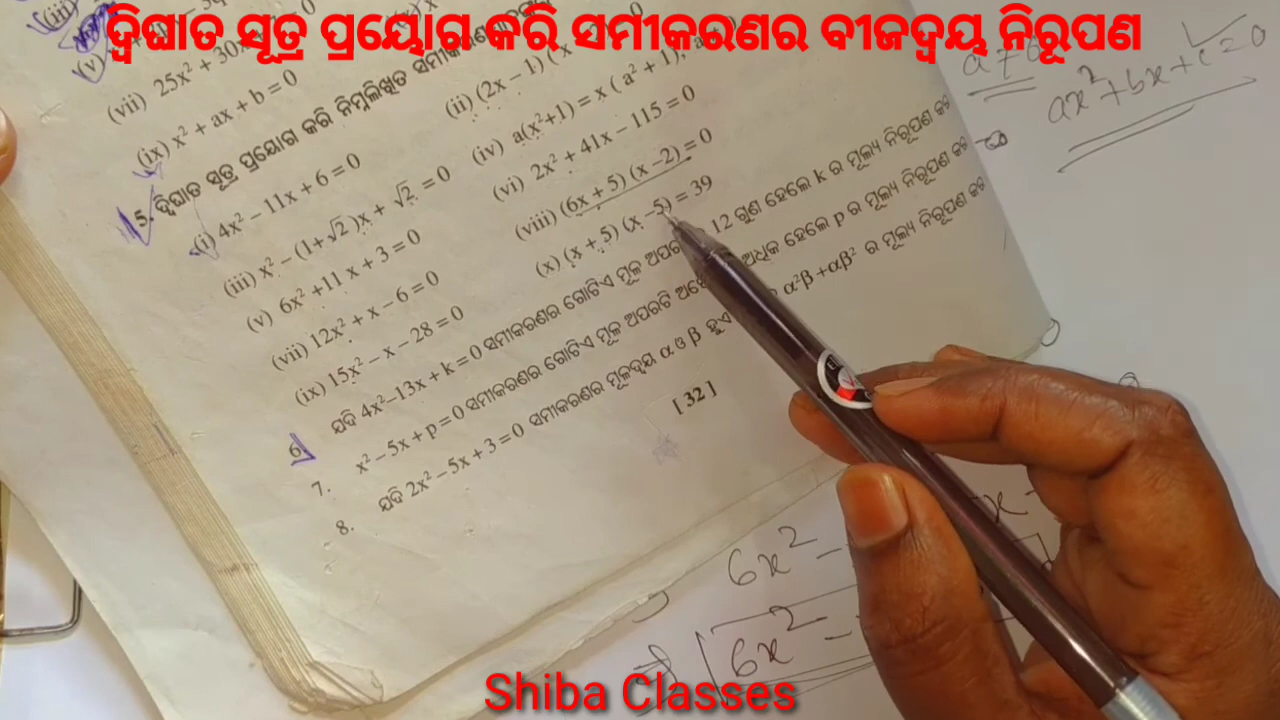 ଦ୍ୱିଘାତ ସୂତ୍ର ପ୍ରୟୋଗ କରି ସମୀକରଣର ବୀଜଦ୍ୱୟ ନିରୂପଣ
(vii) 25x² + 30x
(ix) x² + ax + b = 0
5. ଦ୍ୱିଘାତ ସୂତ୍ର ପ୍ରୟୋଗ କରି ନିମ୍ନଲିଖିତ
(i) 4x² – 11x + 6 = 0
(ii) (2x – 1) (x
(iii) x² – (1+√2)x + √2 = 0
(iv) a(x²+1) = x (a² + 1),
(v) 6x² + 11x + 3 = 0
(vi) 2x² + 41x – 115 = 0
(vii) 12x² + x – 6 = 0
(viii) (6x + 5) (x –2) = 0
(ix) 15x² – x – 28 = 0
(x) (x + 5) (x –5) = 39
6. ଯଦି 4x²–13x + k = 0 ସମୀକରଣର ଗୋଟିଏ ମୂଳ 12 ଗୁଣ ହେଲେ k ର ମୂଲ୍ୟ ନିରୂପଣ କର
7. x² – 5x + p = 0 ସମୀକରଣର ଗୋଟିଏ ମୂଳ ଅପରଟି ଅଧିକ ହେଲେ p ର ମୂଲ୍ୟ ନିରୂପଣ କର
8. ଯଦି 2x² – 5x + 3 = 0 ସମୀକରଣର ମୂଳଦ୍ୱୟ α ଓ β α²β +αβ² ର ମୂଲ୍ୟ ନିରୂପଣ କର
[ 32 ]
ax² + bx + c = 0
6x² –
6x² –
Shiba Classes